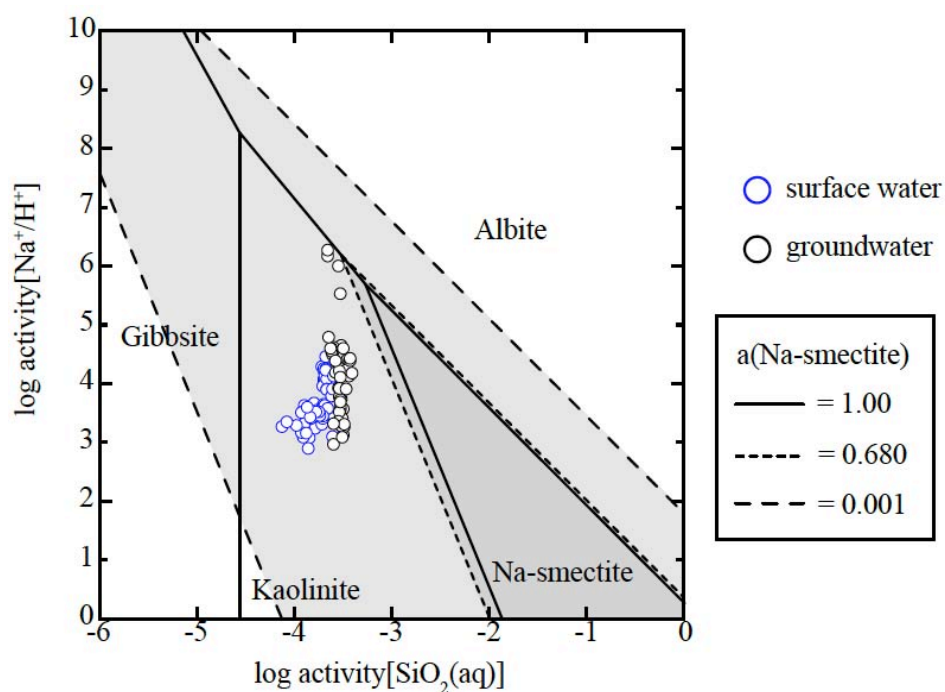 10
9
8
7
6
5
4
3
2
1
0
-6
-5
-4
-3
-2
-1
0
log activity[Na⁺/H⁺]
log activity[SiO₂(aq)]
Albite
Gibbsite
Na-smectite
Kaolinite
surface water
groundwater
a(Na-smectite)
= 1.00
= 0.680
= 0.001